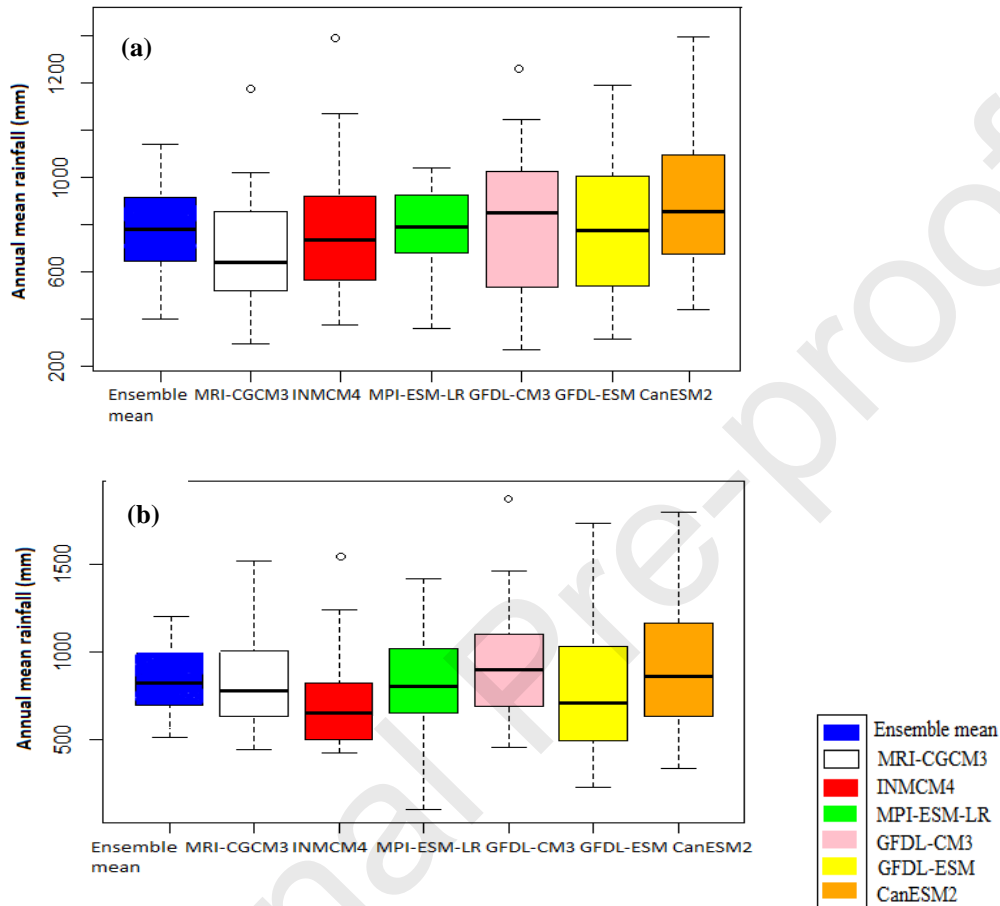 (a)
Annual mean rainfall (mm)
1200
1000
600
200
Ensemble mean MRI-CGCM3 INMCM4 MPI-ESM-LR GFDL-CM3 GFDL-ESM CanESM2
(b)
Annual mean rainfall (mm)
1500
1000
500
Ensemble mean MRI-CGCM3 INMCM4 MPI-ESM-LR GFDL-CM3 GFDL-ESM CanESM2
Ensemble mean
MRI-CGCM3
INMCM4
MPI-ESM-LR
GFDL-CM3
GFDL-ESM
CanESM2
nal Pre-proof